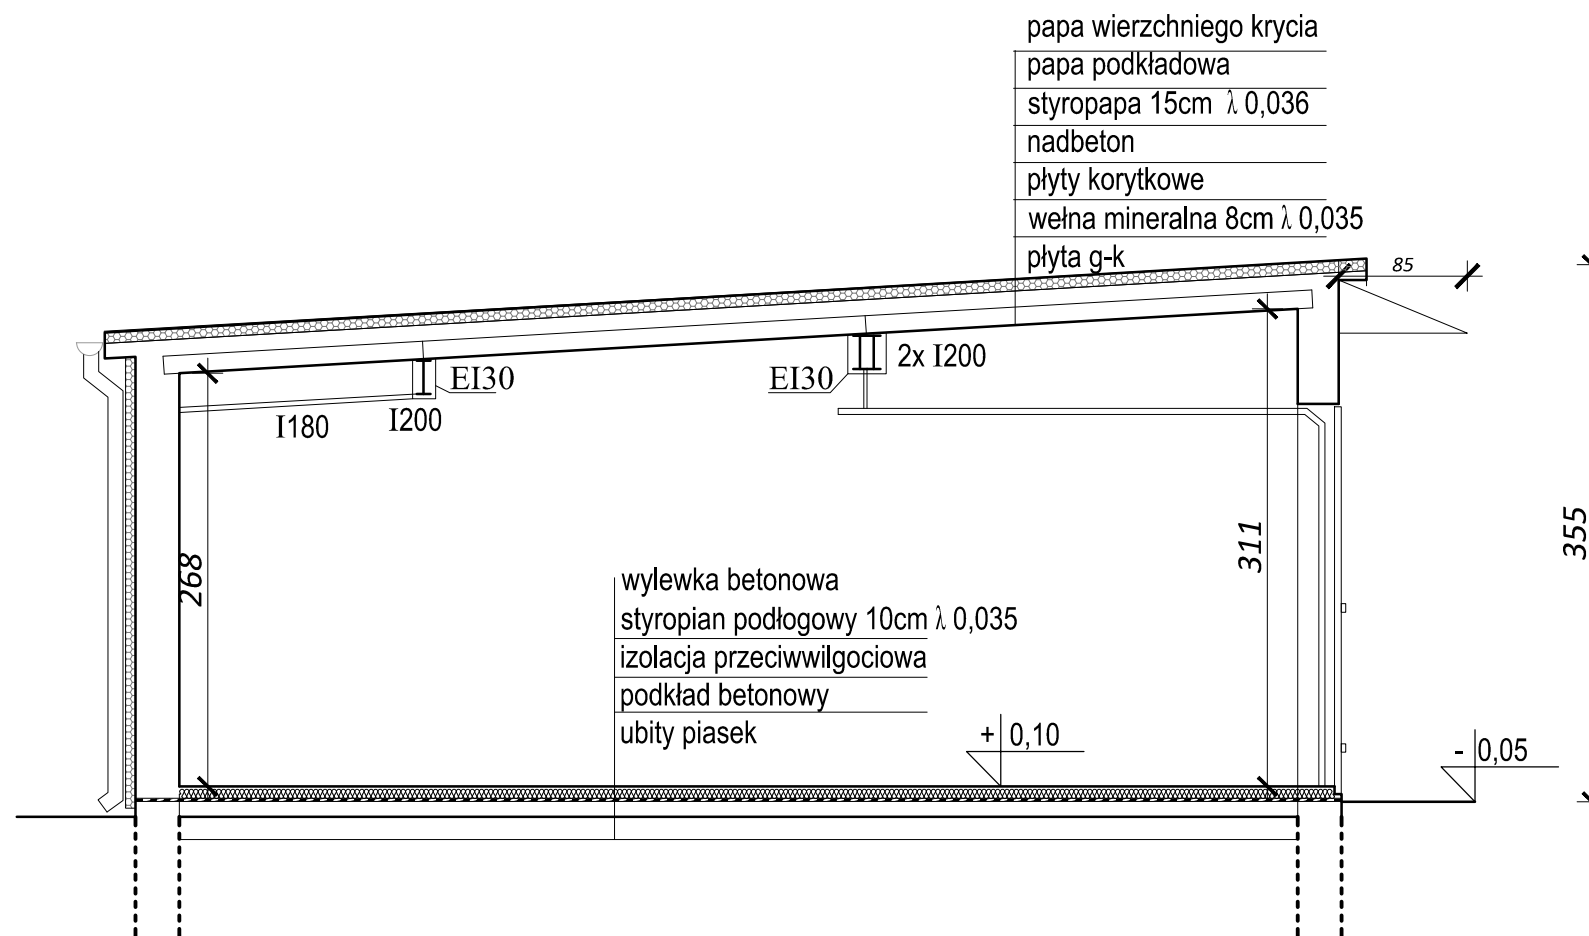 papa wierzchniego krycia
papa podkładowa
styropapa 15cm λ 0,036
nadbeton
płyty korytkowe
wełna mineralna 8cm λ 0,035
płyta g-k
85
2x I200
EI30
EI30
I180
I200
268
311
355
wylewka betonowa
styropian podłogowy 10cm λ 0,035
izolacja przeciwwilgociowa
podkład betonowy
ubity piasek
+ 0,10
- 0,05